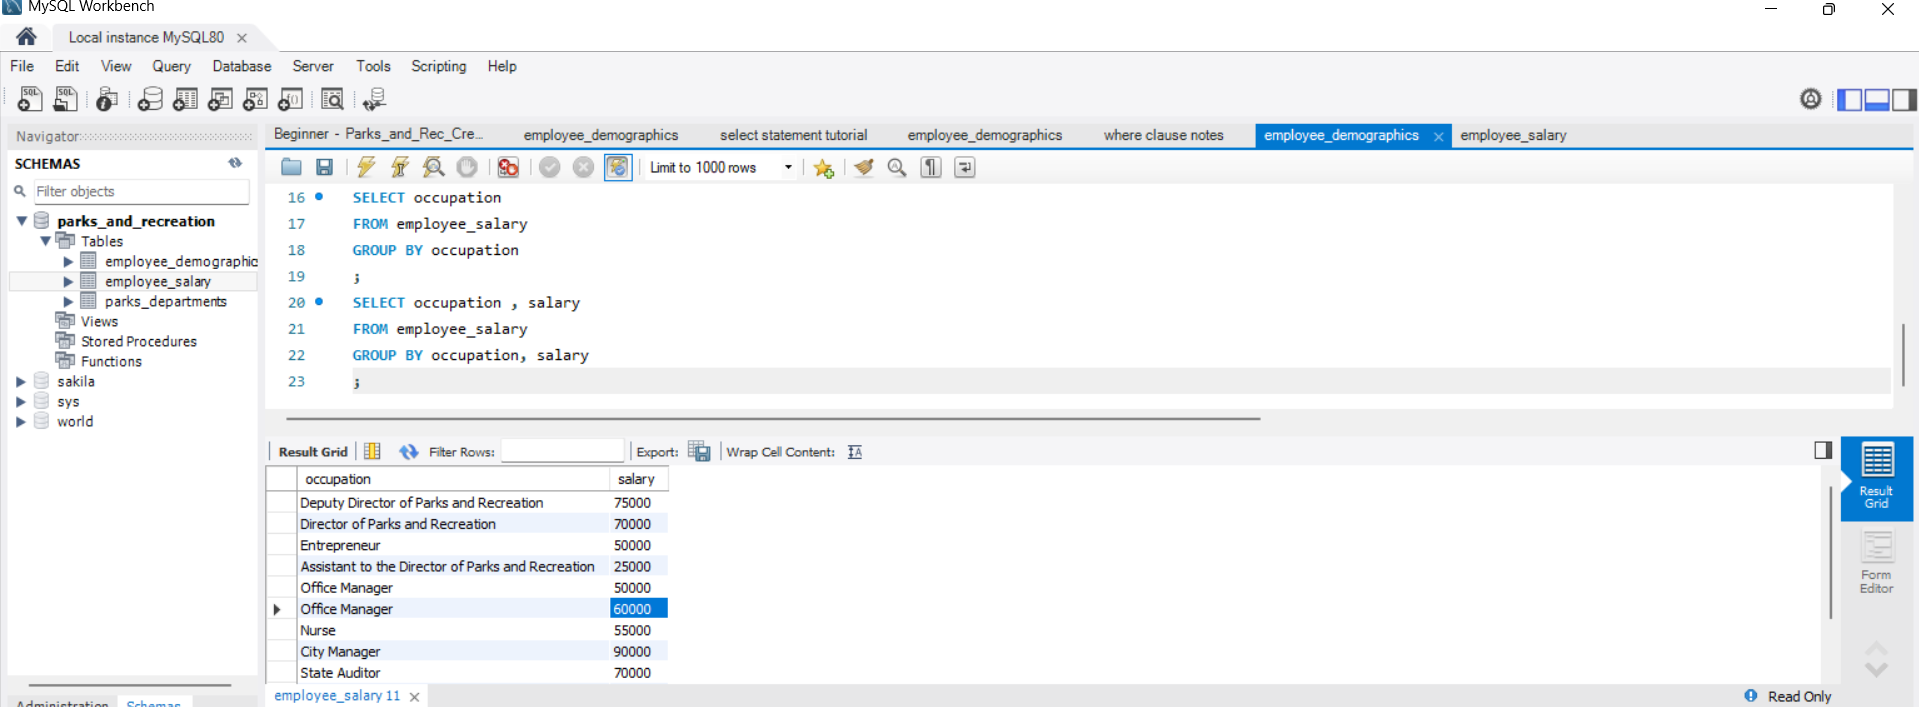 MySQL Workbench
Local instance MySQL80
File Edit View Query Database Server Tools Scripting Help
Navigator
SCHEMAS
Filter objects
parks_and_recreation
Tables
employee_demographic
employee_salary
parks_departments
Views
Stored Procedures
Functions
sakila
sys
world
Administration Schemas
Beginner - Parks_and_Rec_Cre... employee_demographics select statement tutorial employee_demographics where clause notes employee_demographics employee_salary
Limit to 1000 rows
16 SELECT occupation
17 FROM employee_salary
18 GROUP BY occupation
19 ;
20 SELECT occupation , salary
21 FROM employee_salary
22 GROUP BY occupation, salary
23 ;
Result Grid Filter Rows: Export: Wrap Cell Content:
occupation salary
Deputy Director of Parks and Recreation 75000
Director of Parks and Recreation 70000
Entrepreneur 50000
Assistant to the Director of Parks and Recreation 25000
Office Manager 50000
Office Manager 60000
Nurse 55000
City Manager 90000
State Auditor 70000
Result
Grid
Form
Editor
employee_salary 11
Read Only